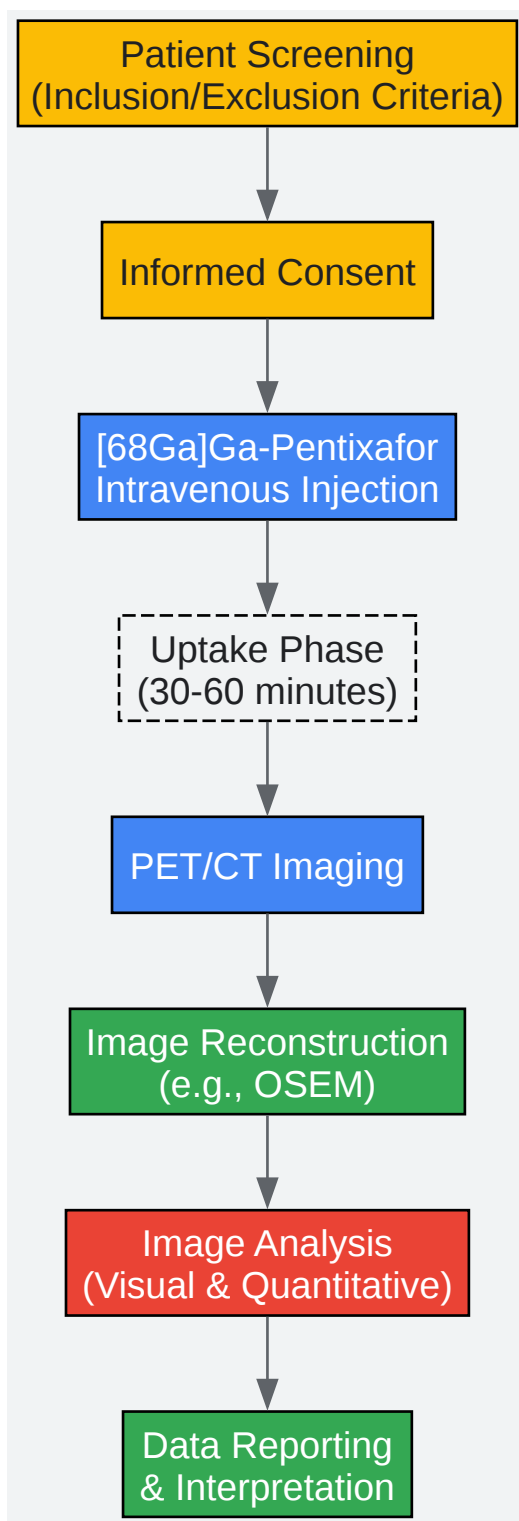 Patient Screening
(Inclusion/Exclusion Criteria)
Informed Consent
[68Ga]Ga-Pentixafor
Intravenous Injection
Uptake Phase
(30-60 minutes)
PET/CT Imaging
Image Reconstruction
(e.g., OSEM)
Image Analysis
(Visual & Quantitative)
Data Reporting
& Interpretation